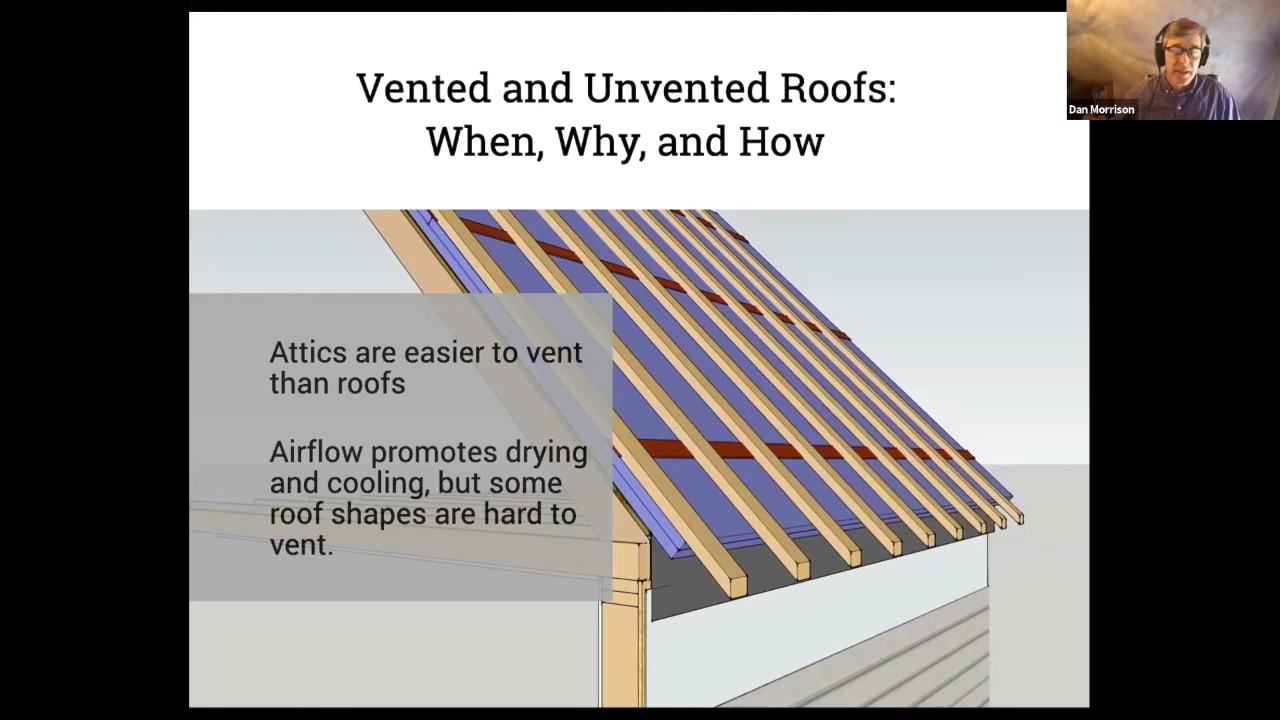 Vented and Unvented Roofs:
When, Why, and How
Dan Morrison
Attics are easier to vent
than roofs
Airflow promotes drying
and cooling, but some
roof shapes are hard to
vent.